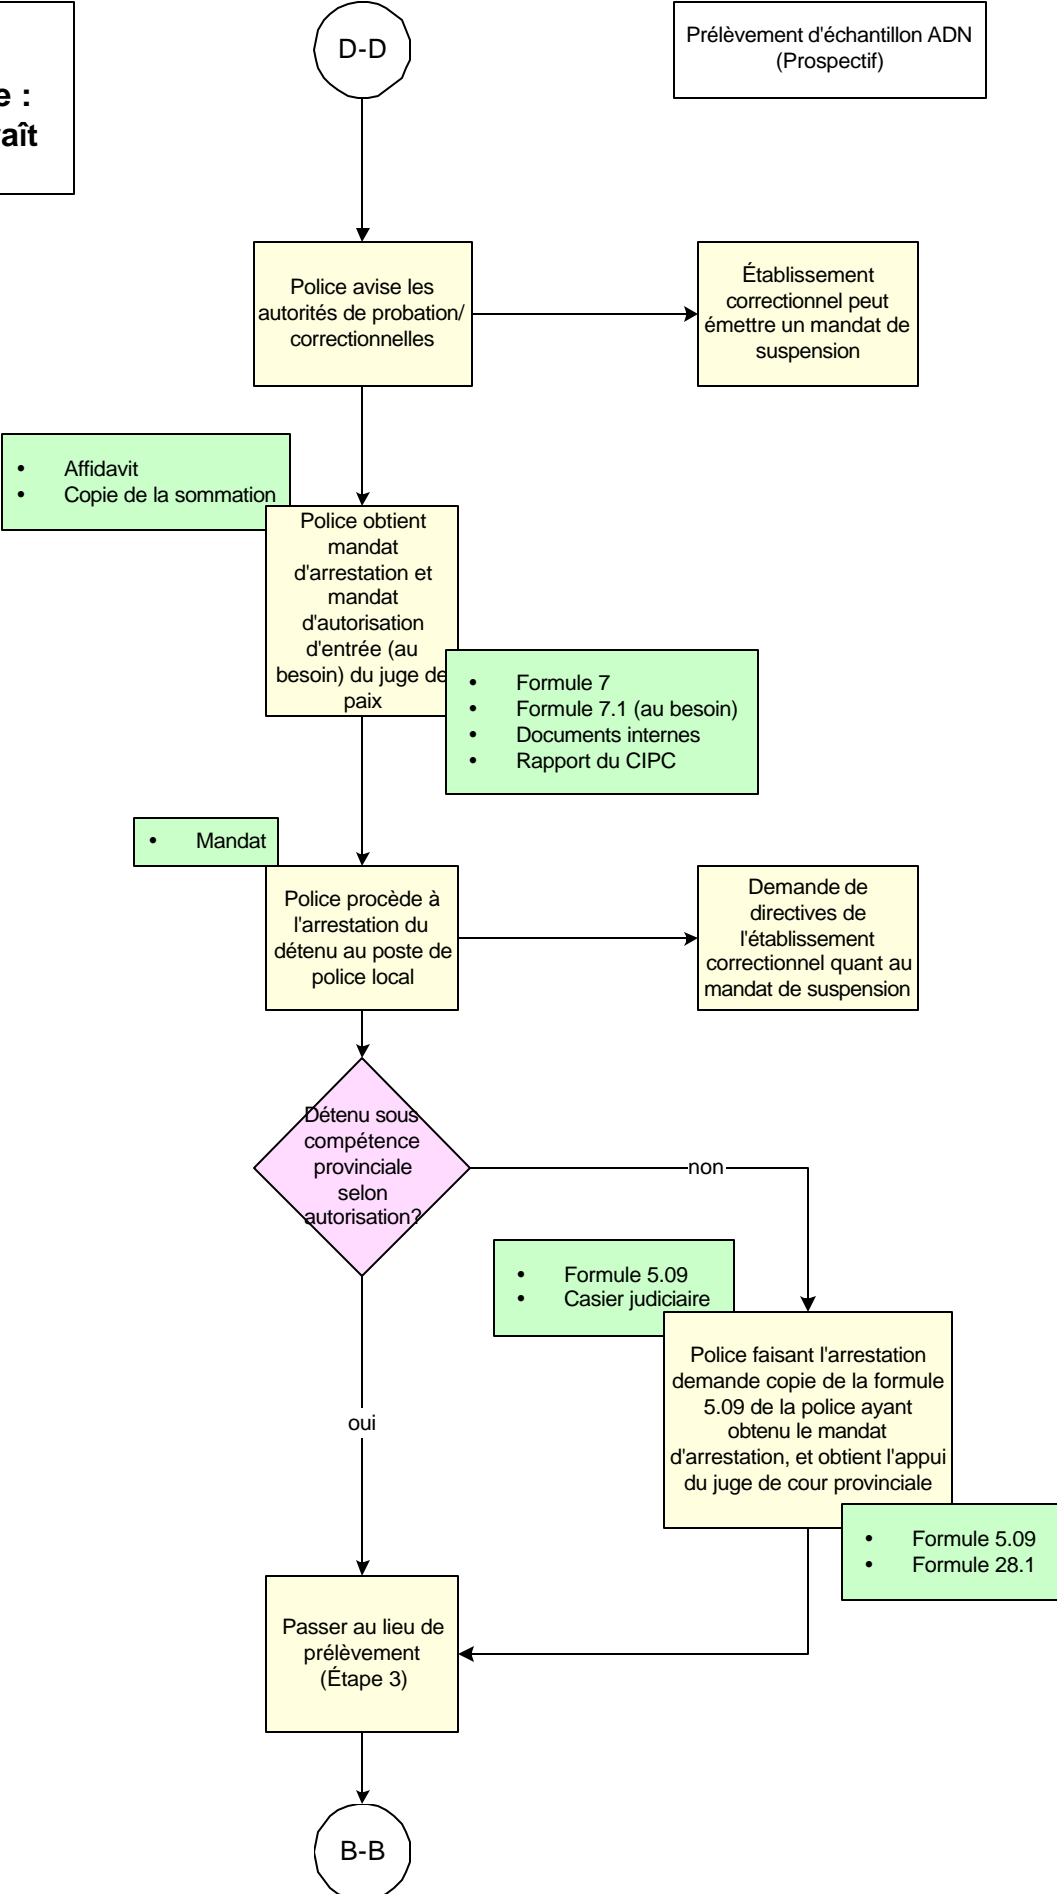 e :
aît
D-D
Prélèvement d'échantillon ADN
(Prospectif)
Police avise les
autorités de probation/
correctionnelles
Établissement
correctionnel peut
émettre un mandat de
suspension
• Affidavit
• Copie de la sommation
Police obtient
mandat
d'arrestation et
mandat
d'autorisation
d'entrée (au
besoin) du juge de
paix
• Formule 7
• Formule 7.1 (au besoin)
• Documents internes
• Rapport du CIPC
• Mandat
Police procède à
l'arrestation du
détenu au poste de
police local
Demande de
directives de
l'établissement
correctionnel quant au
mandat de suspension
Détenu sous
compétence
provinciale
selon
autorisation?
non
• Formule 5.09
• Casier judiciaire
Police faisant l'arrestation
demande copie de la formule
5.09 de la police ayant
obtenu le mandat
d'arrestation, et obtient l'appui
du juge de cour provinciale
oui
• Formule 5.09
• Formule 28.1
Passer au lieu de
prélèvement
(Étape 3)
B-B